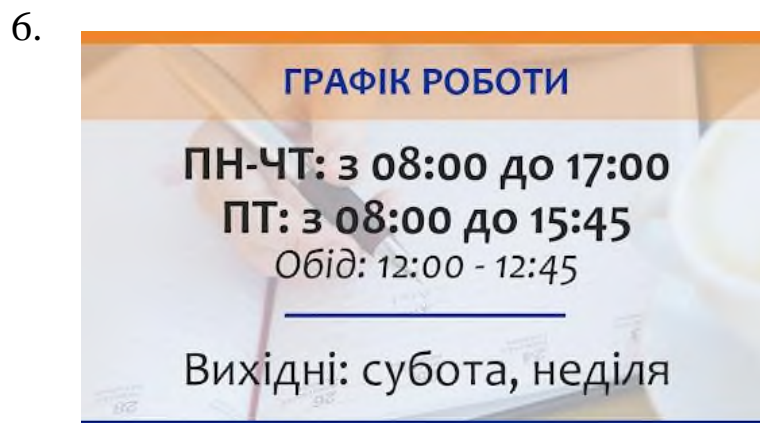 6.
ГРАФІК РОБОТИ
ПН-ЧТ: з 08:00 до 17:00
ПТ: з 08:00 до 15:45
Обід: 12:00 - 12:45
Вихідні: субота, неділя